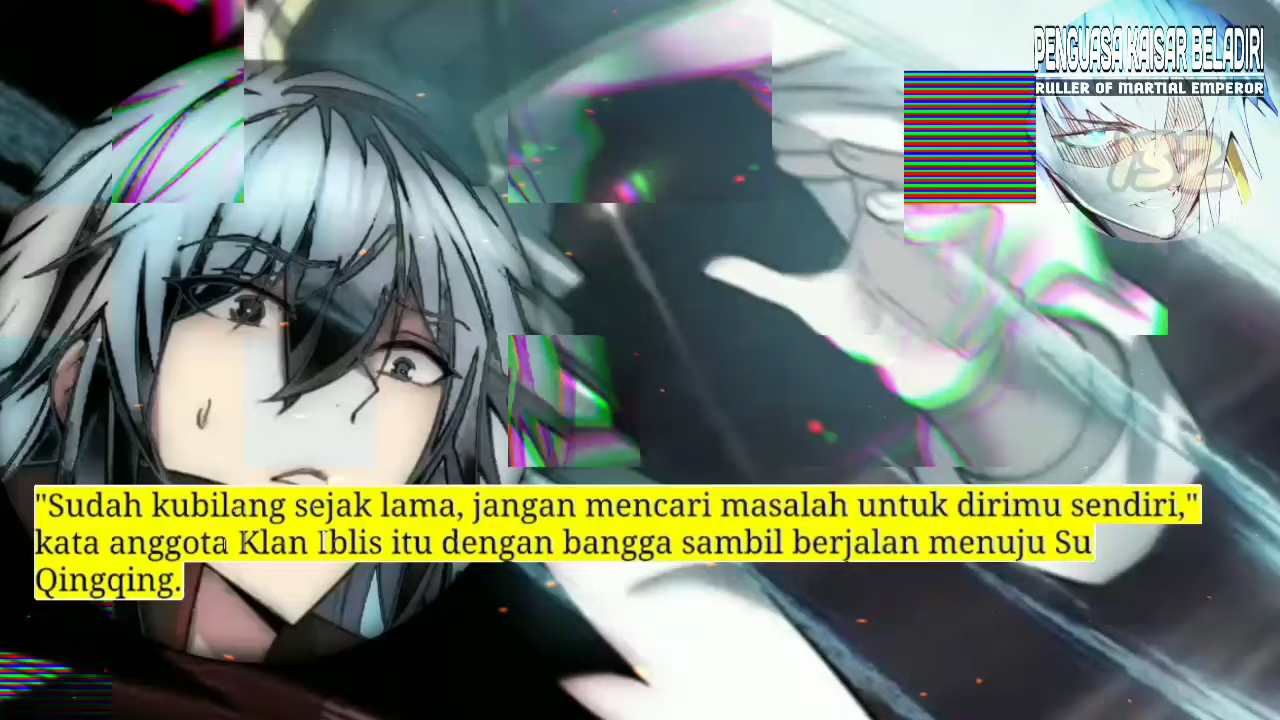 PENGUASA KAISAR BELADIRI
RULLER OF MARTIAL EMPEROR
152
"Sudah kubilang sejak lama, jangan mencari masalah untuk dirimu sendiri,"
kata anggota Klan Iblis itu dengan bangga sambil berjalan menuju Su
Qingqing.